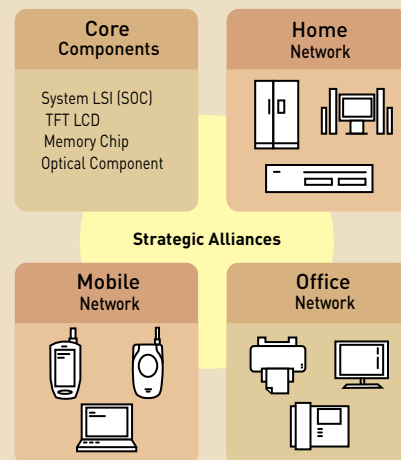 Core
Components
System LSI (SOC)
TFT LCD
Memory Chip
Optical Component
Home
Network
Strategic Alliances
Mobile
Network
Office
Network